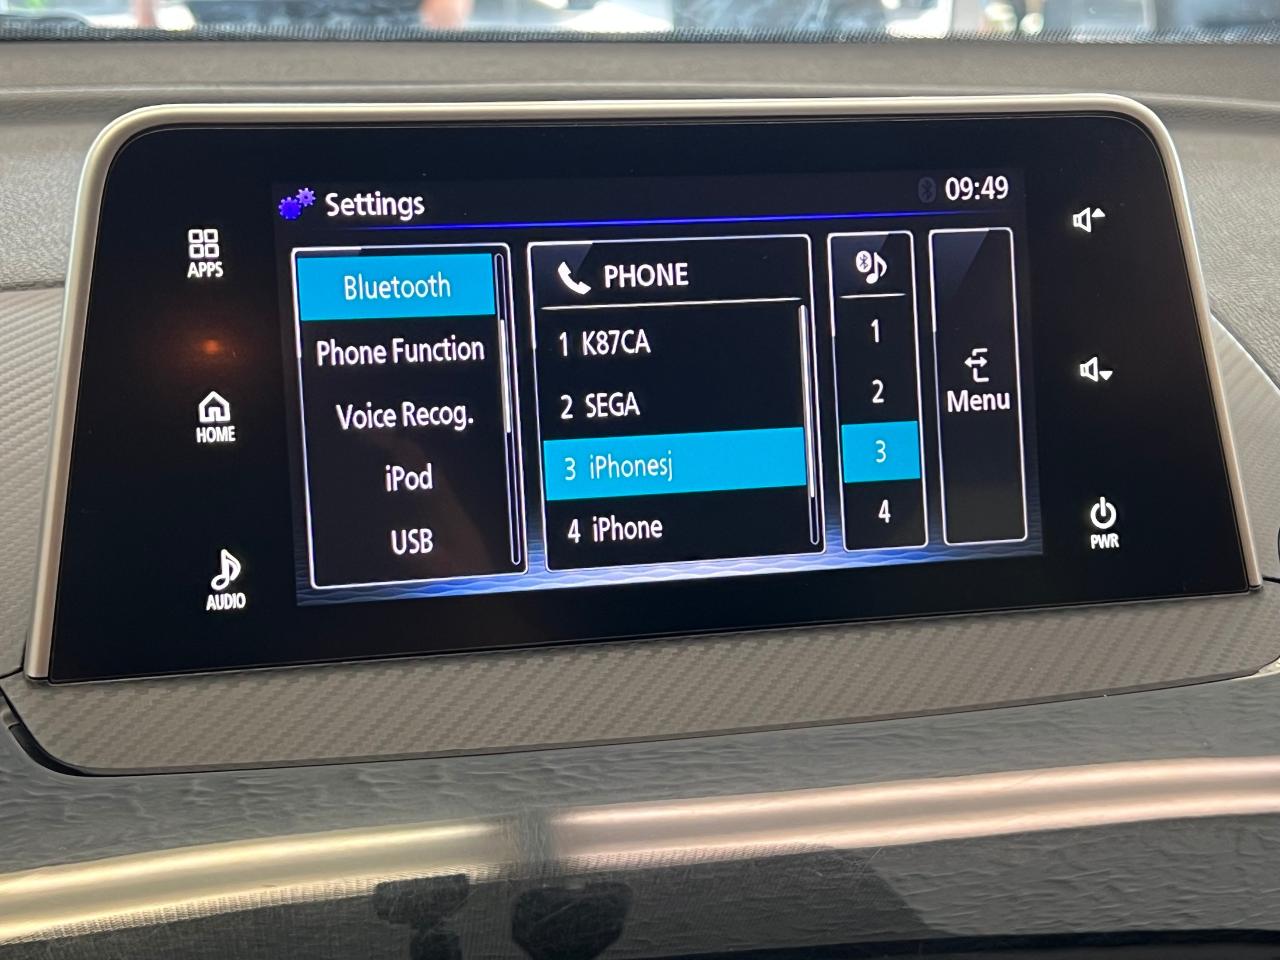 Settings
09:49
APPS
HOME
AUDIO
Bluetooth
Phone Function
Voice Recog.
iPod
USB
PHONE
1 K87CA
2 SEGA
3 iPhonesj
4 iPhone
1
2
3
4
Menu
PWR